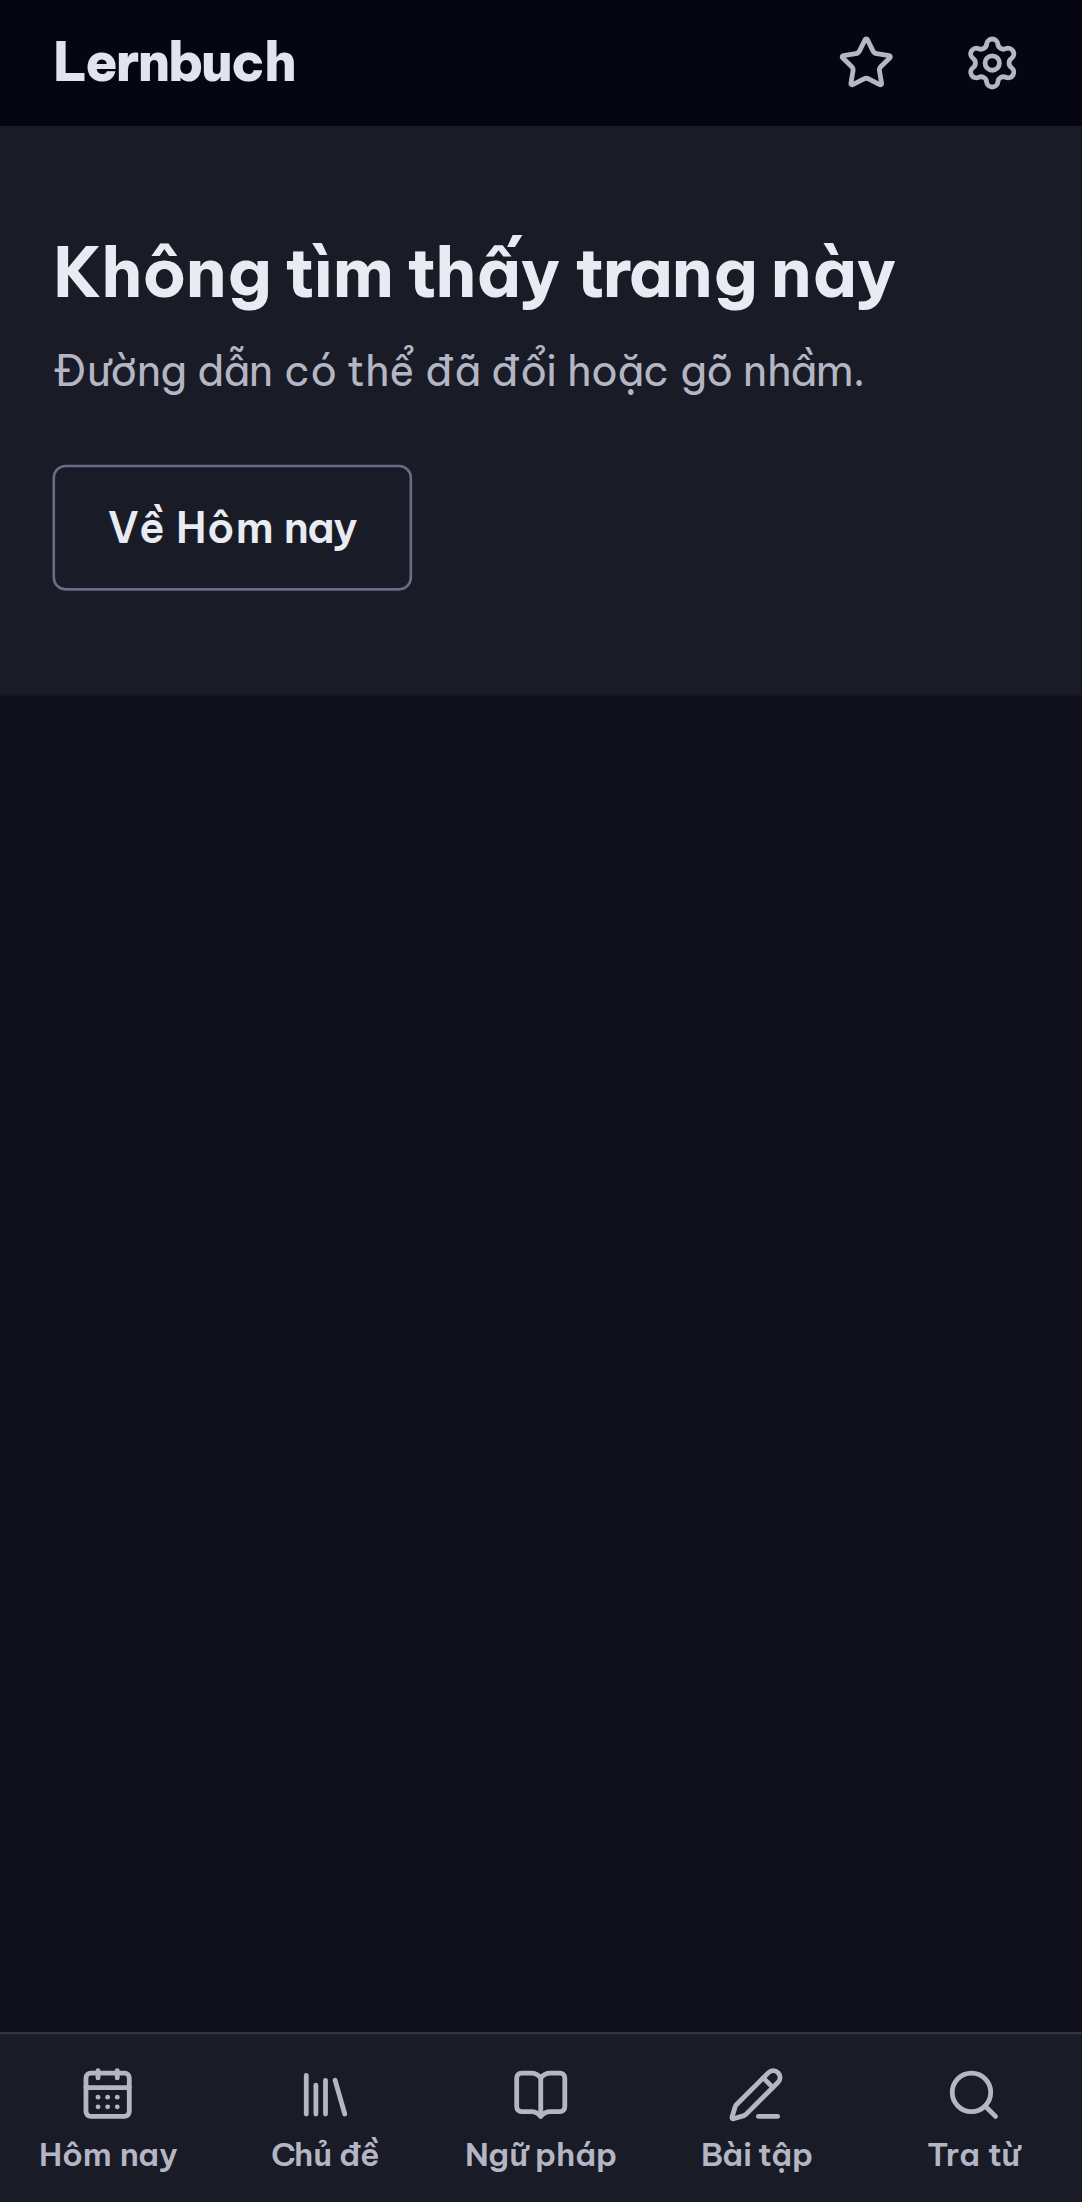 Lernbuch
Không tìm thấy trang này
Đường dẫn có thể đã đổi hoặc gõ nhầm.
Về Hôm nay
Hôm nay
Chủ đề
Ngữ pháp
Bài tập
Tra từ